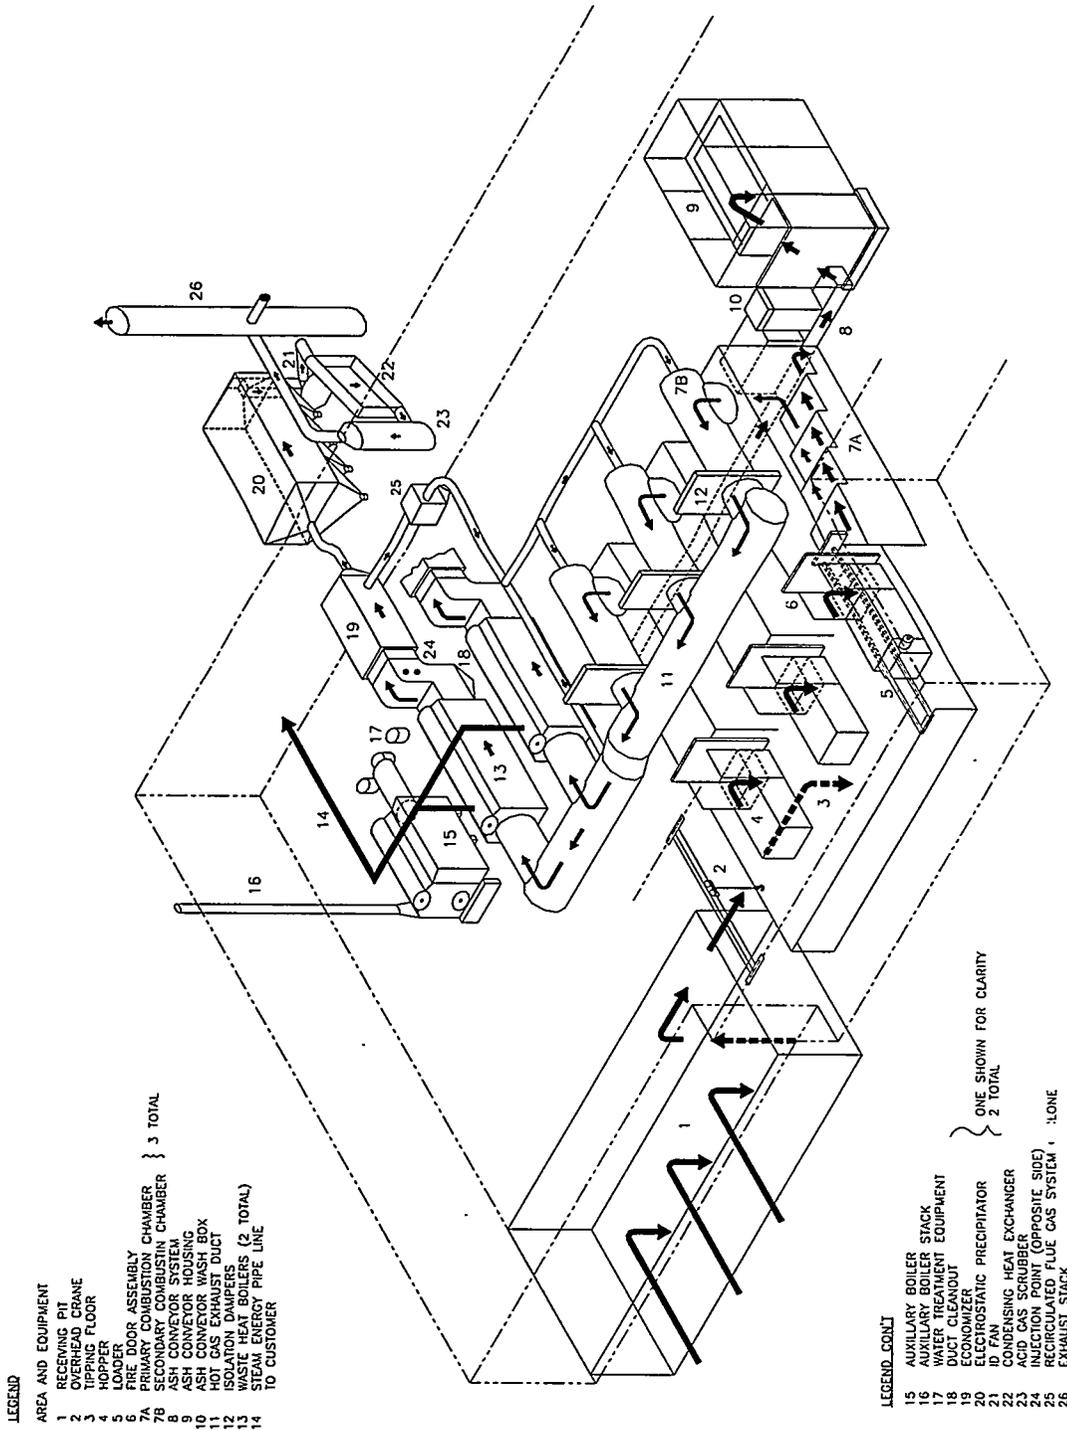 LEGEND
AREA AND EQUIPMENT
1 RECEIVING PIT
2 OVERHEAD CRANE
3 TIPPING FLOOR
4 HOPPER
5 LOADER
6 FIRE DOOR ASSEMBLY
7A PRIMARY COMBUSTION CHAMBER
7B SECONDARY COMBUSTIN CHAMBER
} 3 TOTAL
8 ASH CONVEYOR SYSTEM
9 ASH CONVEYOR HOUSING
10 ASH CONVEYOR WASH BOX
11 HOT GAS EXHAUST DUCT
12 ISOLATION DAMPERS
13 WASTE HEAT BOILERS (2 TOTAL)
14 STEAM ENERGY PIPE LINE
TO CUSTOMER
LEGEND CON'T
15 AUXILLARY BOILER
16 AUXILLARY BOILER STACK
17 WATER TREATMENT EQUIPMENT
18 DUCT CLEANOUT
19 ECONOMIZER
20 ELECTROSTATIC PRECIPITATOR
21 ID FAN
22 CONDENSING HEAT EXCHANGER
23 ACID GAS SCRUBBER
24 INJECTION POINT (OPPOSITE SIDE)
25 RECIRCULATED FLUE GAS SYSTEM
26 EXHAUST STACK
} ONE SHOWN FOR CLARITY
2 TOTAL
1
2
3
4
5
6
7A
7B
8
9
10
11
12
13
14
15
16
17
18
19
20
21
22
23
24
25
26